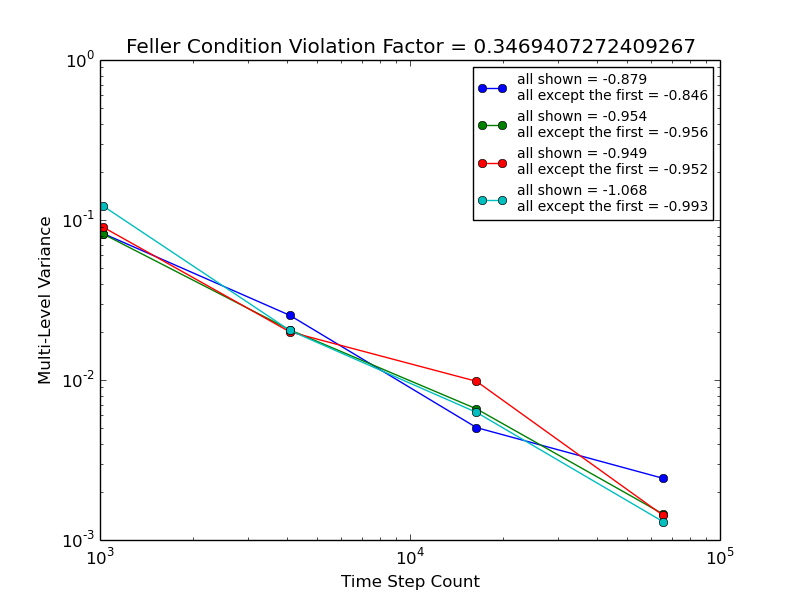 Feller Condition Violation Factor = 0.3469407272409267
10^0
all shown = -0.879
all except the first = -0.846
all shown = -0.954
all except the first = -0.956
all shown = -0.949
all except the first = -0.952
all shown = -1.068
all except the first = -0.993
10^-1
Multi-Level Variance
10^-2
10^-3
10^3
10^4
10^5
Time Step Count